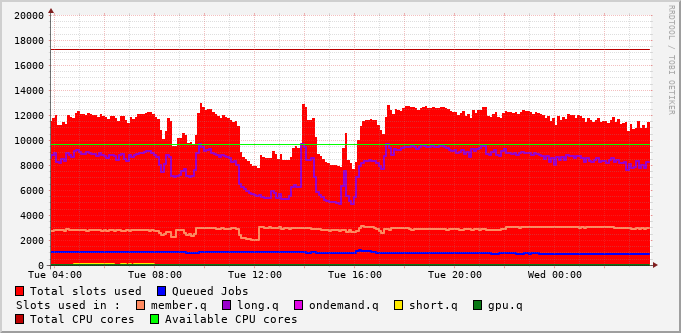 20000
18000
16000
14000
12000
10000
8000
6000
4000
2000
0
Tue 04:00 Tue 08:00 Tue 12:00 Tue 16:00 Tue 20:00 Wed 00:00
RRDTOOL / TOBI OETIKER
Total slots used Queued Jobs
Slots used in : member.q long.q ondemand.q short.q gpu.q
Total CPU cores Available CPU cores